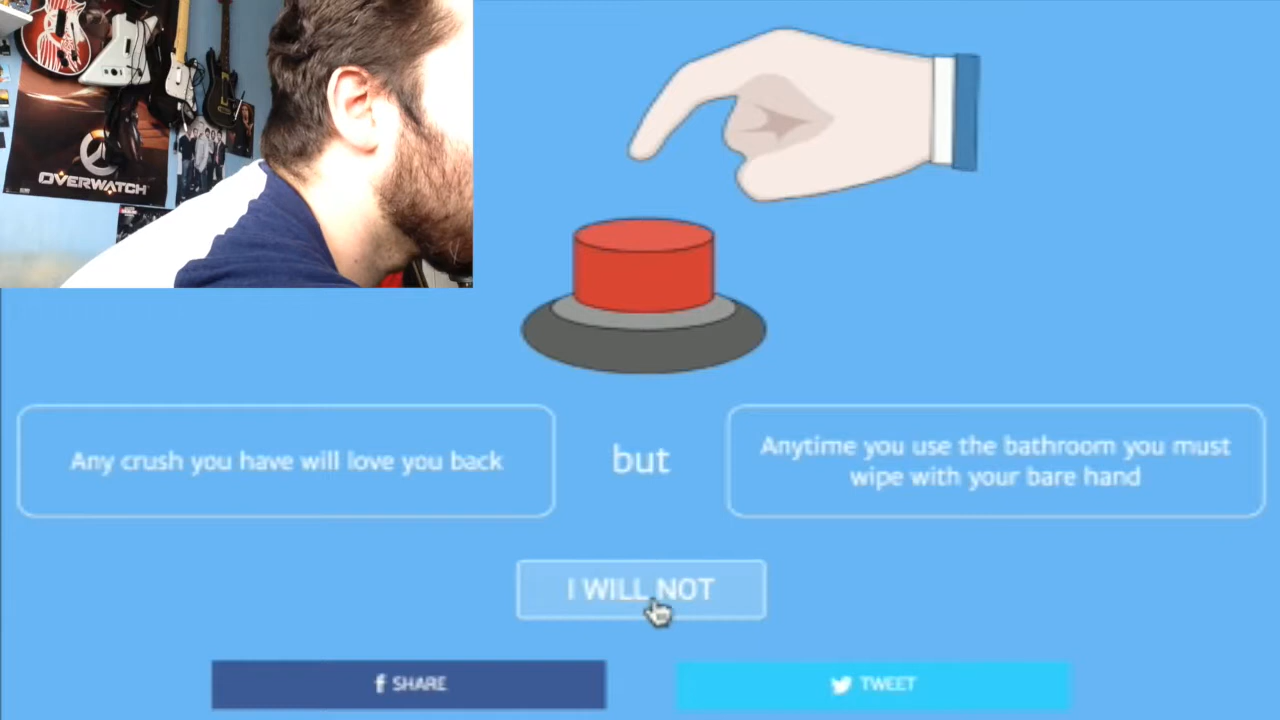 OVERWATCH
Any crush you have will love you back
but
Anytime you use the bathroom you must
wipe with your bare hand
I WILL NOT
f SHARE
TWEET